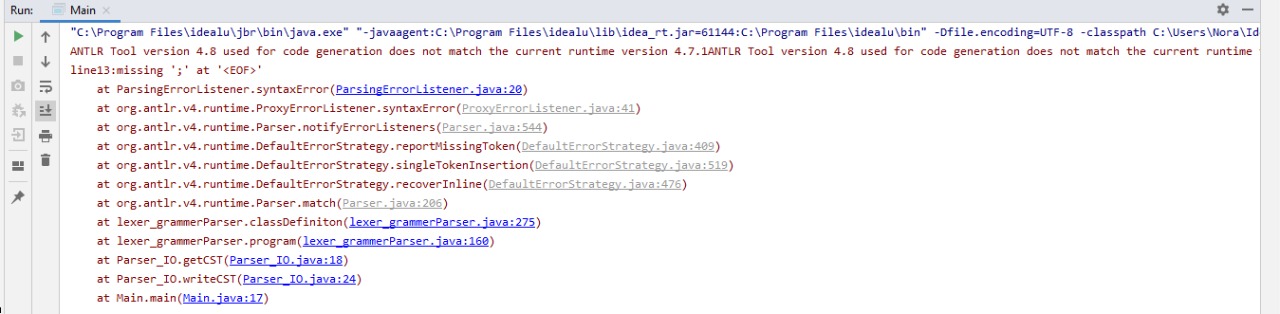 Run: Main
"C:\Program Files\idealu\jbr\bin\java.exe" "-javaagent:C:\Program Files\idealu\lib\idea_rt.jar=61144:C:\Program Files\idealu\bin" -Dfile.encoding=UTF-8 -classpath C:\Users\Nora\Id
ANTLR Tool version 4.8 used for code generation does not match the current runtime version 4.7.1ANTLR Tool version 4.8 used for code generation does not match the current runtime
line13:missing ';' at '<EOF>'
at ParsingErrorListener.syntaxError(ParsingErrorListener.java:20)
at org.antlr.v4.runtime.ProxyErrorListener.syntaxError(ProxyErrorListener.java:41)
at org.antlr.v4.runtime.Parser.notifyErrorListeners(Parser.java:544)
at org.antlr.v4.runtime.DefaultErrorStrategy.reportMissingToken(DefaultErrorStrategy.java:409)
at org.antlr.v4.runtime.DefaultErrorStrategy.singleTokenInsertion(DefaultErrorStrategy.java:519)
at org.antlr.v4.runtime.DefaultErrorStrategy.recoverInline(DefaultErrorStrategy.java:476)
at org.antlr.v4.runtime.Parser.match(Parser.java:206)
at lexer_grammerParser.classDefiniton(lexer_grammerParser.java:275)
at lexer_grammerParser.program(lexer_grammerParser.java:160)
at Parser_IO.getCST(Parser_IO.java:18)
at Parser_IO.writeCST(Parser_IO.java:24)
at Main.main(Main.java:17)